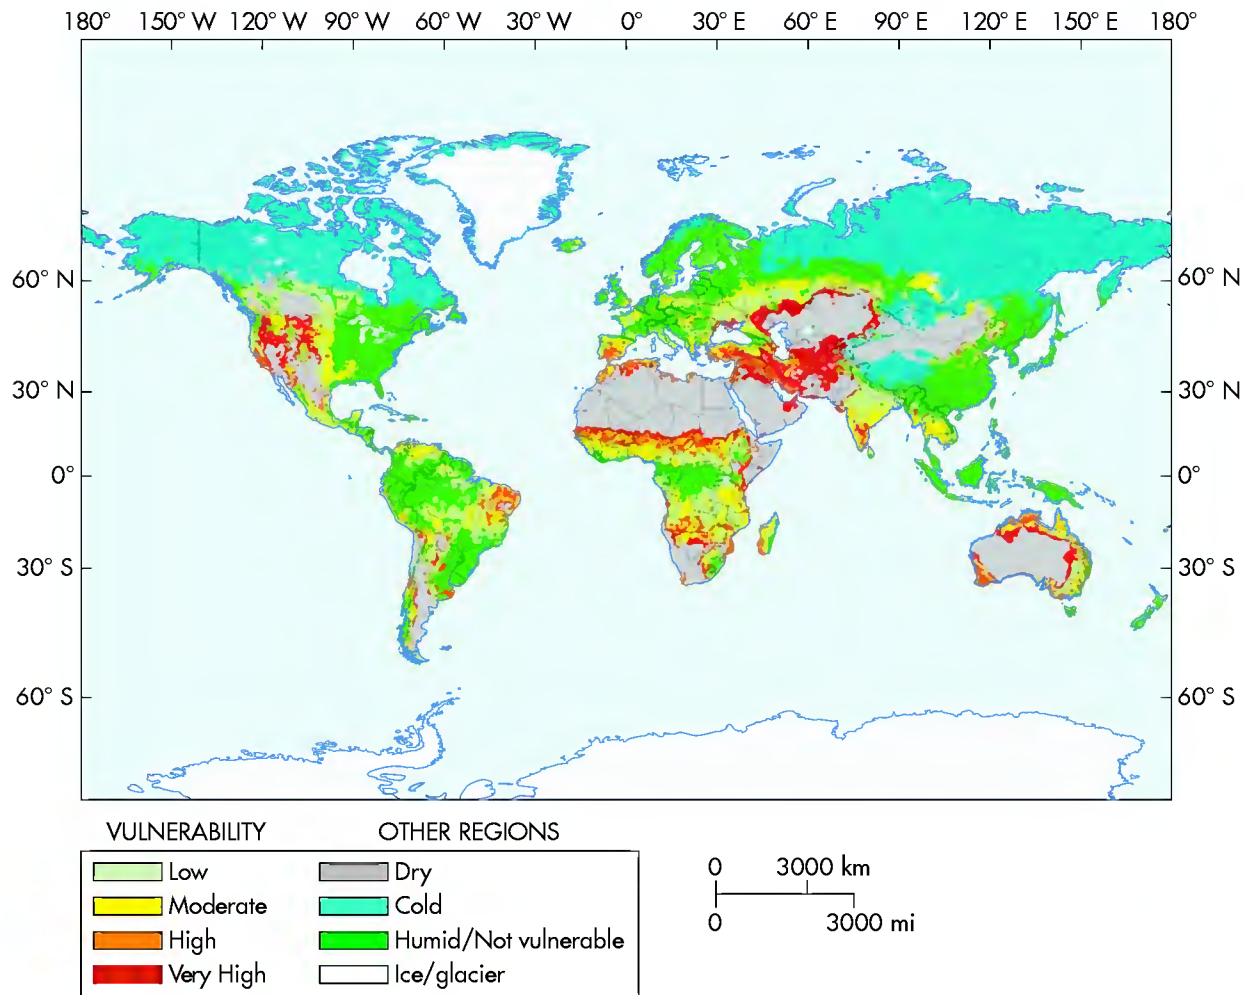 180° 150° W 120° W 90° W 60° W 30° W 0° 30° E 60° E 90° E 120° E 150° E 180°
60° N 60° N
30° N 30° N
0° 0°
30° S 30° S
60° S 60° S
VULNERABILITY OTHER REGIONS
Low Dry
Moderate Cold
High Humid/Not vulnerable
Very High Ice/glacier
0 3000 km
0 3000 mi